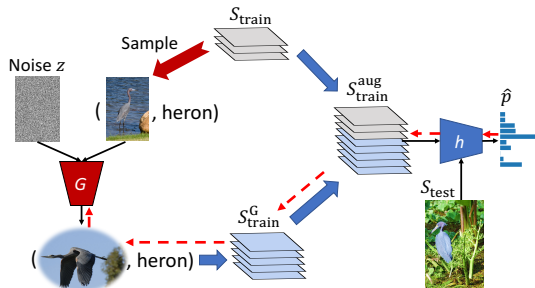 S_train
Sample
Noise z
( , heron)
S_train^aug
p̂
G
h
S_test
S_train^G
( , heron)